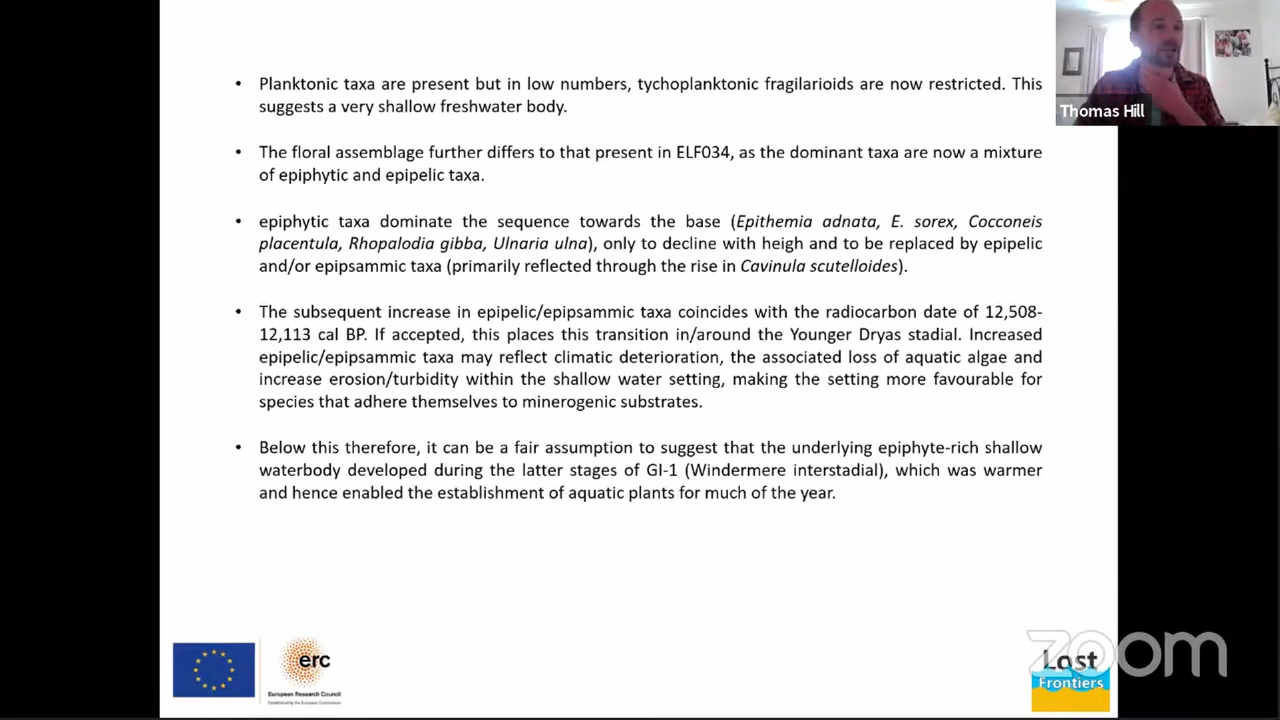 • Planktonic taxa are present but in low numbers, tychoplanktonic fragilarioids are now restricted. This
suggests a very shallow freshwater body.
• The floral assemblage further differs to that present in ELF034, as the dominant taxa are now a mixture
of epiphytic and epipelic taxa.
• epiphytic taxa dominate the sequence towards the base (Epithemia adnata, E. sorex, Cocconeis
placentula, Rhopalodia gibba, Ulnaria ulna), only to decline with heigh and to be replaced by epipelic
and/or epipsammic taxa (primarily reflected through the rise in Cavinula scutelloides).
• The subsequent increase in epipelic/epipsammic taxa coincides with the radiocarbon date of 12,508-
12,113 cal BP. If accepted, this places this transition in/around the Younger Dryas stadial. Increased
epipelic/epipsammic taxa may reflect climatic deterioration, the associated loss of aquatic algae and
increase erosion/turbidity within the shallow water setting, making the setting more favourable for
species that adhere themselves to minerogenic substrates.
• Below this therefore, it can be a fair assumption to suggest that the underlying epiphyte-rich shallow
waterbody developed during the latter stages of GI-1 (Windermere interstadial), which was warmer
and hence enabled the establishment of aquatic plants for much of the year.
Thomas Hill
erc
European Research Council
Established by the European Commission
zoom
Lost
Frontiers